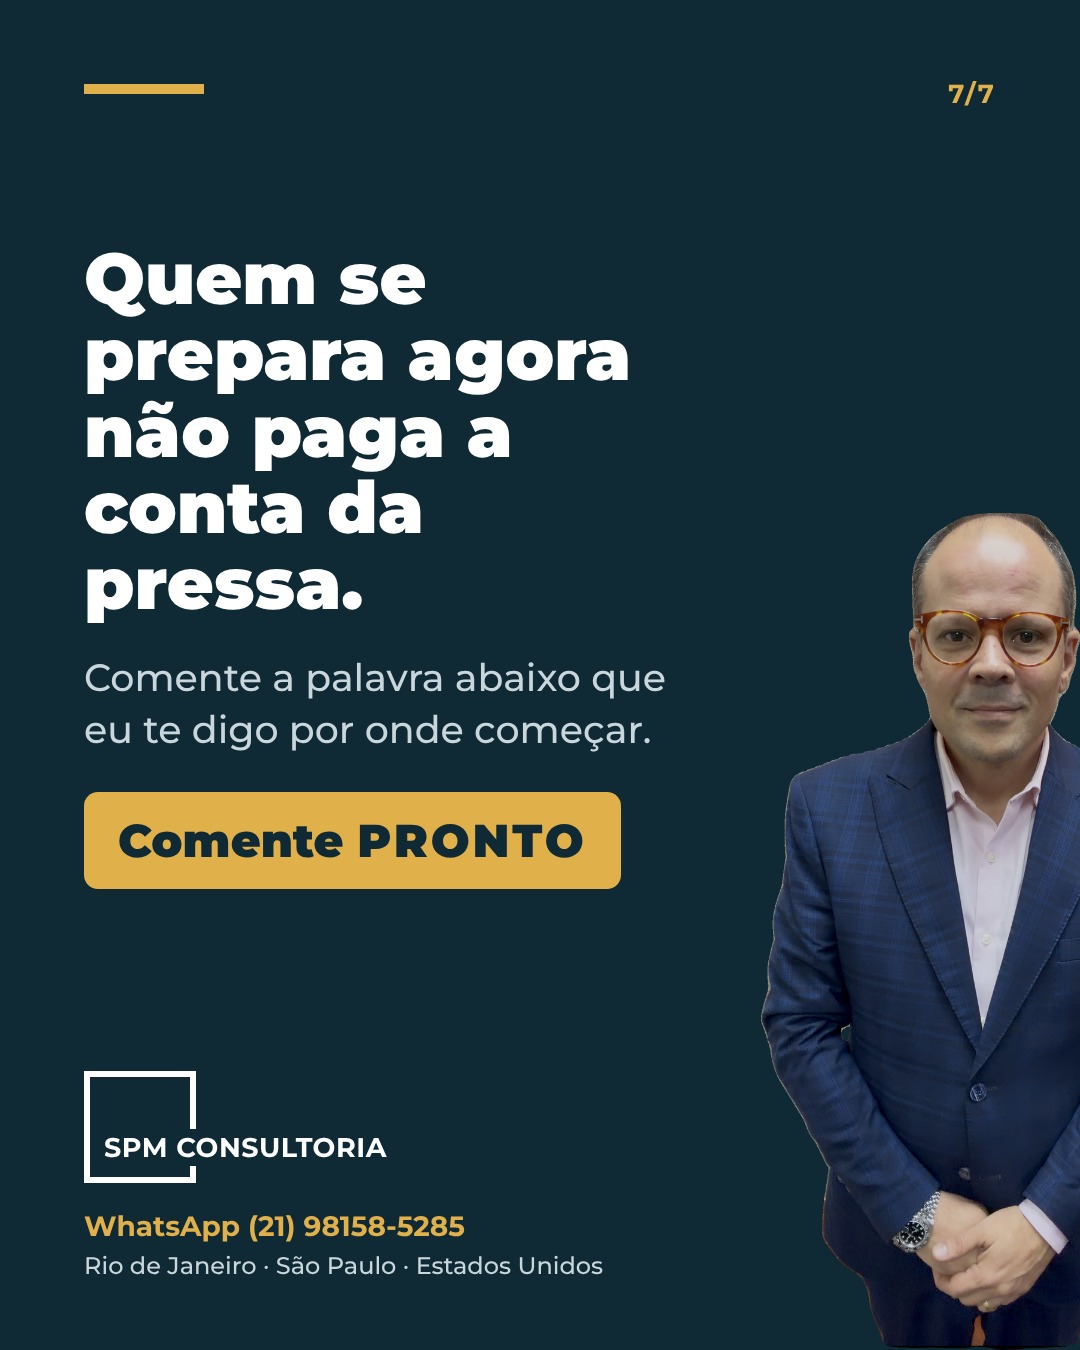 7/7
Quem se
prepara agora
não paga a
conta da
pressa.
Comente a palavra abaixo que
eu te digo por onde começar.
Comente PRONTO
SPM CONSULTORIA
WhatsApp (21) 98158-5285
Rio de Janeiro · São Paulo · Estados Unidos